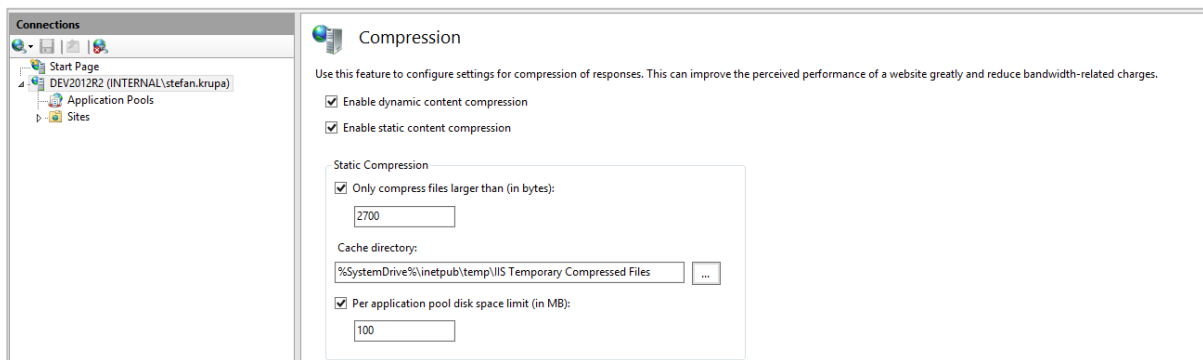 Connections
Start Page
DEV2012R2 (INTERNAL\stefan.krupa)
Application Pools
Sites
Compression
Use this feature to configure settings for compression of responses. This can improve the perceived performance of a website greatly and reduce bandwidth-related charges.
Enable dynamic content compression
Enable static content compression
Static Compression
Only compress files larger than (in bytes):
2700
Cache directory:
%SystemDrive%\inetpub\temp\IIS Temporary Compressed Files
...
Per application pool disk space limit (in MB):
100